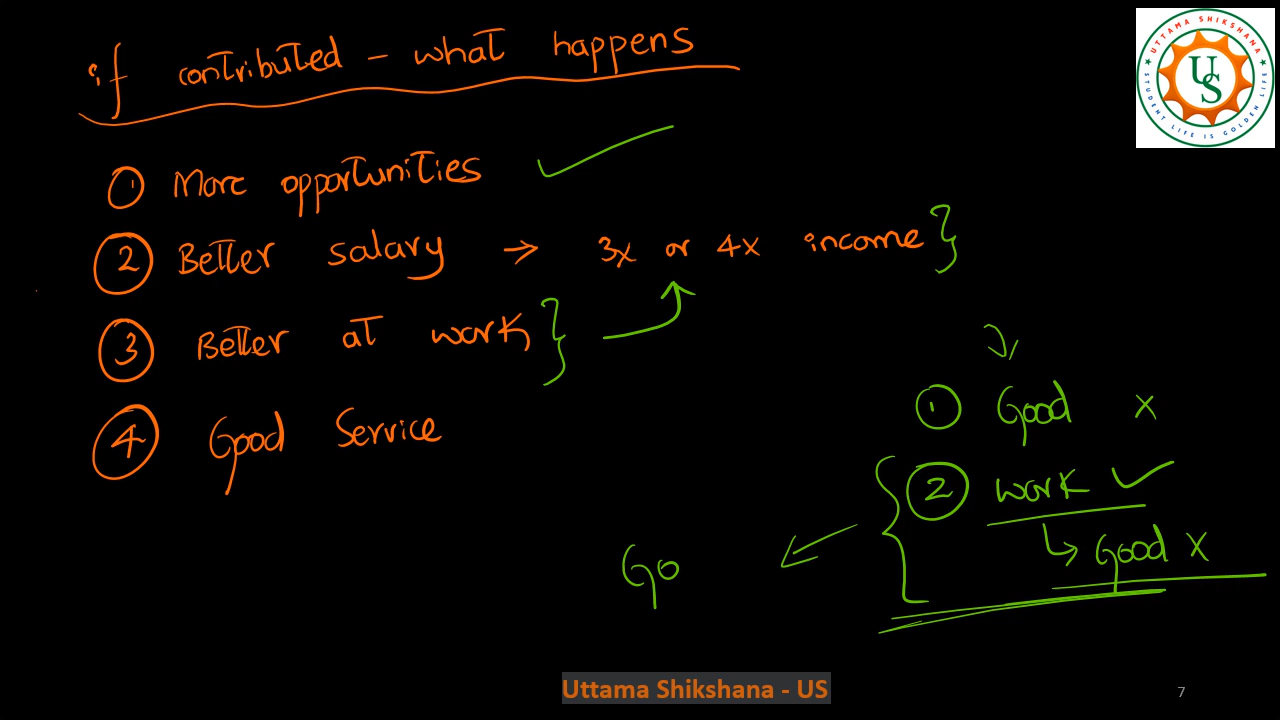 if contributed - what happens
① More opportunities ✓
② Better salary → 3x or 4x income }
③ Better at work }
④ Good Service
① Good x
② work ✓
↳ Good x
Go
UTTAMA SHIKSHANA
US
STUDENT LIFE IS GOLDEN LIFE
Uttama Shikshana - US
7